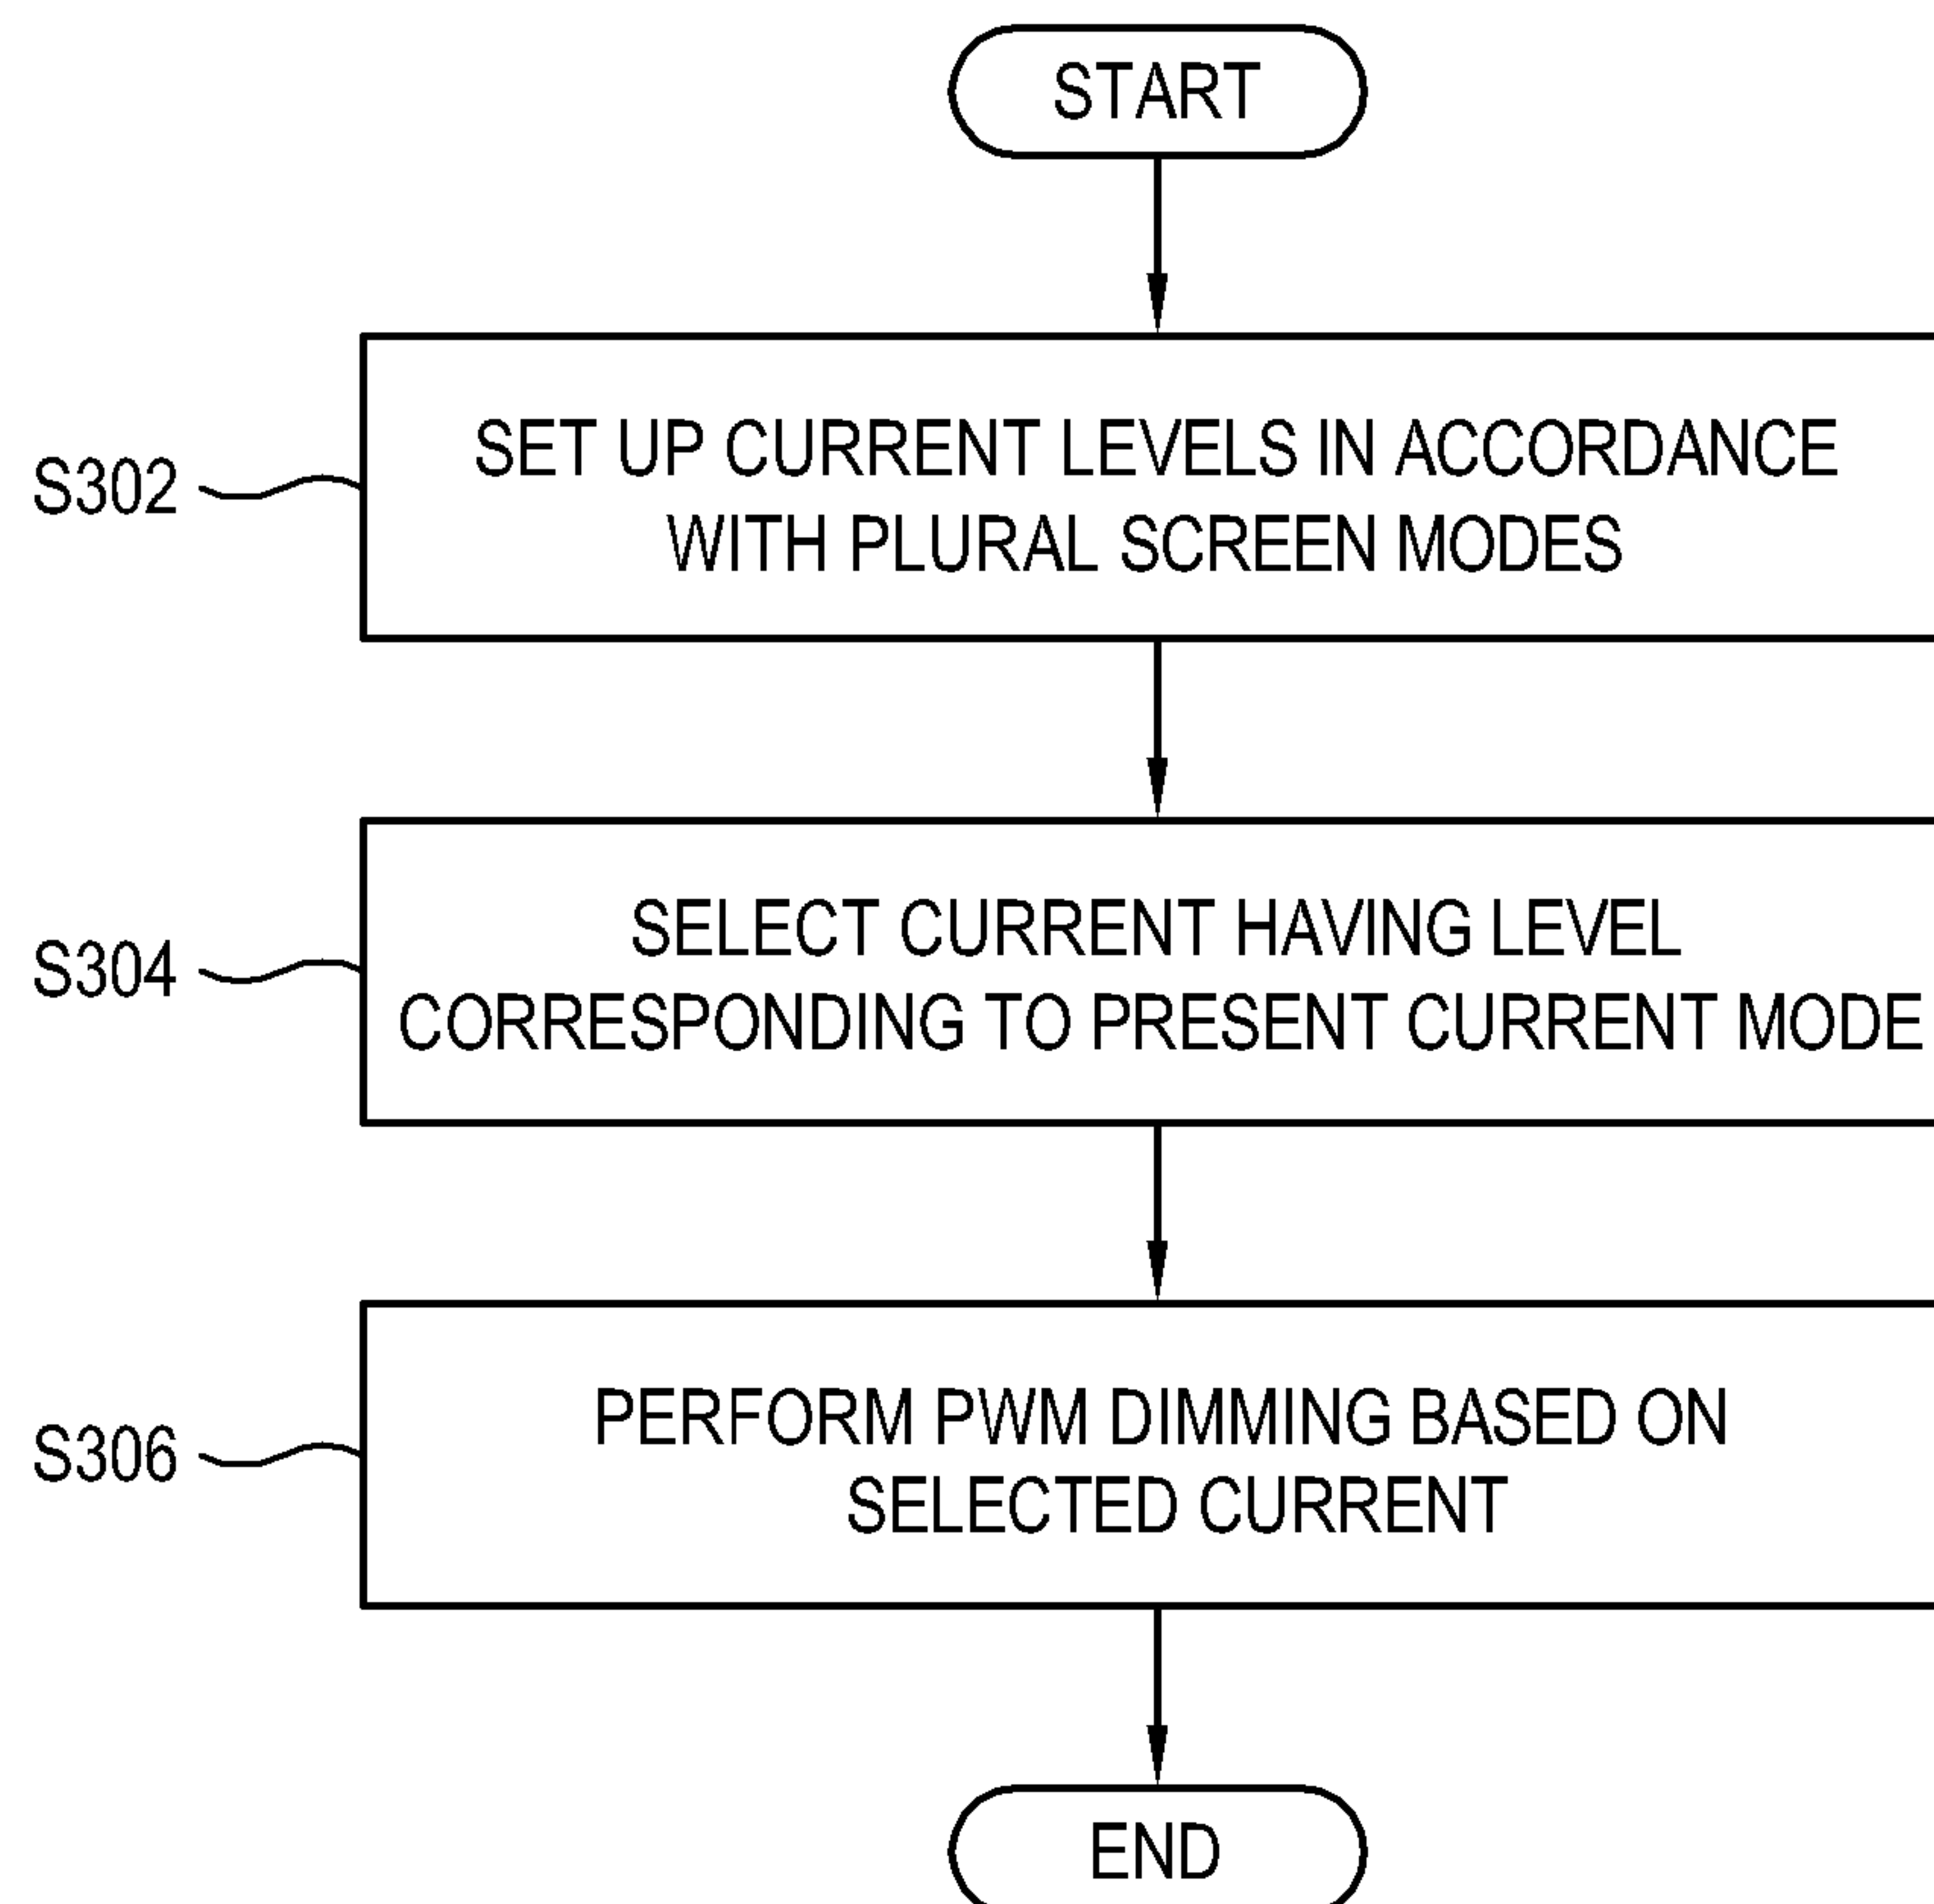 START
S302
SET UP CURRENT LEVELS IN ACCORDANCE
WITH PLURAL SCREEN MODES
S304
SELECT CURRENT HAVING LEVEL
CORRESPONDING TO PRESENT CURRENT MODE
S306
PERFORM PWM DIMMING BASED ON
SELECTED CURRENT
END